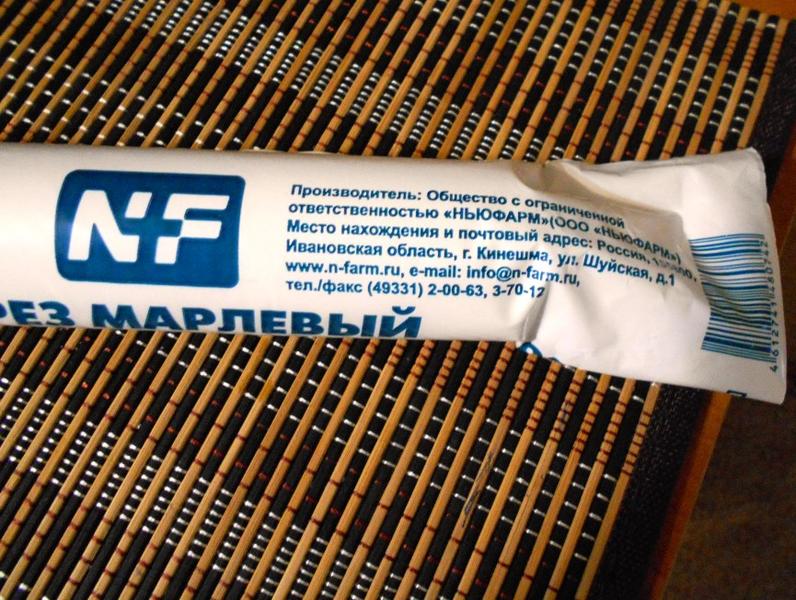 N+F
Производитель: Общество с ограниченной
ответственностью «НЬЮФАРМ»(ООО «НЬЮФАРМ»)
Место нахождения и почтовый адрес: Россия,
Ивановская область, г. Кинешма, ул. Шуйская, д.1
www.n-farm.ru, e-mail: info@n-farm.ru,
тел./факс (49331) 2-00-63, 3-70-12
РЕЗ МАРЛЕВЫЙ